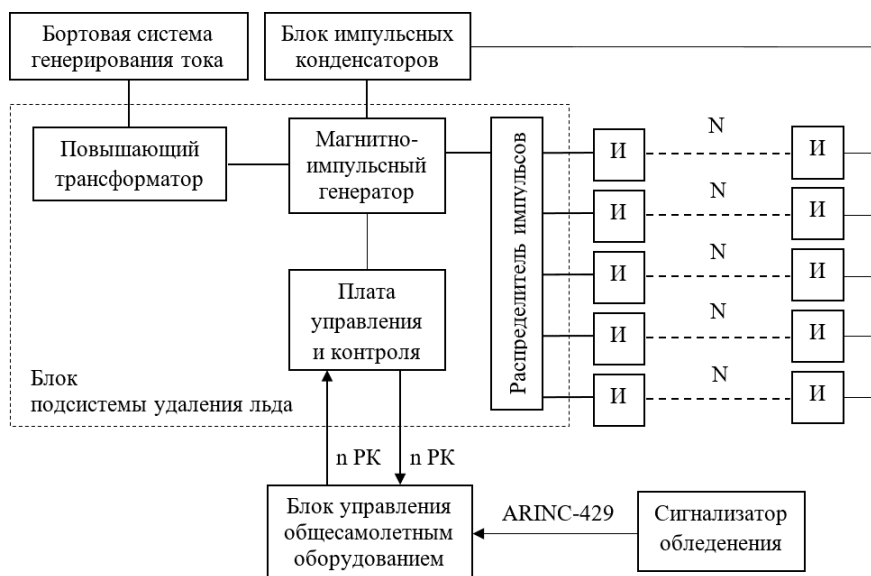 Бортовая система
генерирования тока
Блок импульсных
конденсаторов
Повышающий
трансформатор
Магнитно-
импульсный
генератор
Распределитель импульсов
И
N
И
И
N
И
И
N
И
И
N
И
И
N
И
Плата
управления
и контроля
Блок
подсистемы удаления льда
n РК
n РК
Блок управления
общесамолетным
оборудованием
ARINC-429
Сигнализатор
обледенения